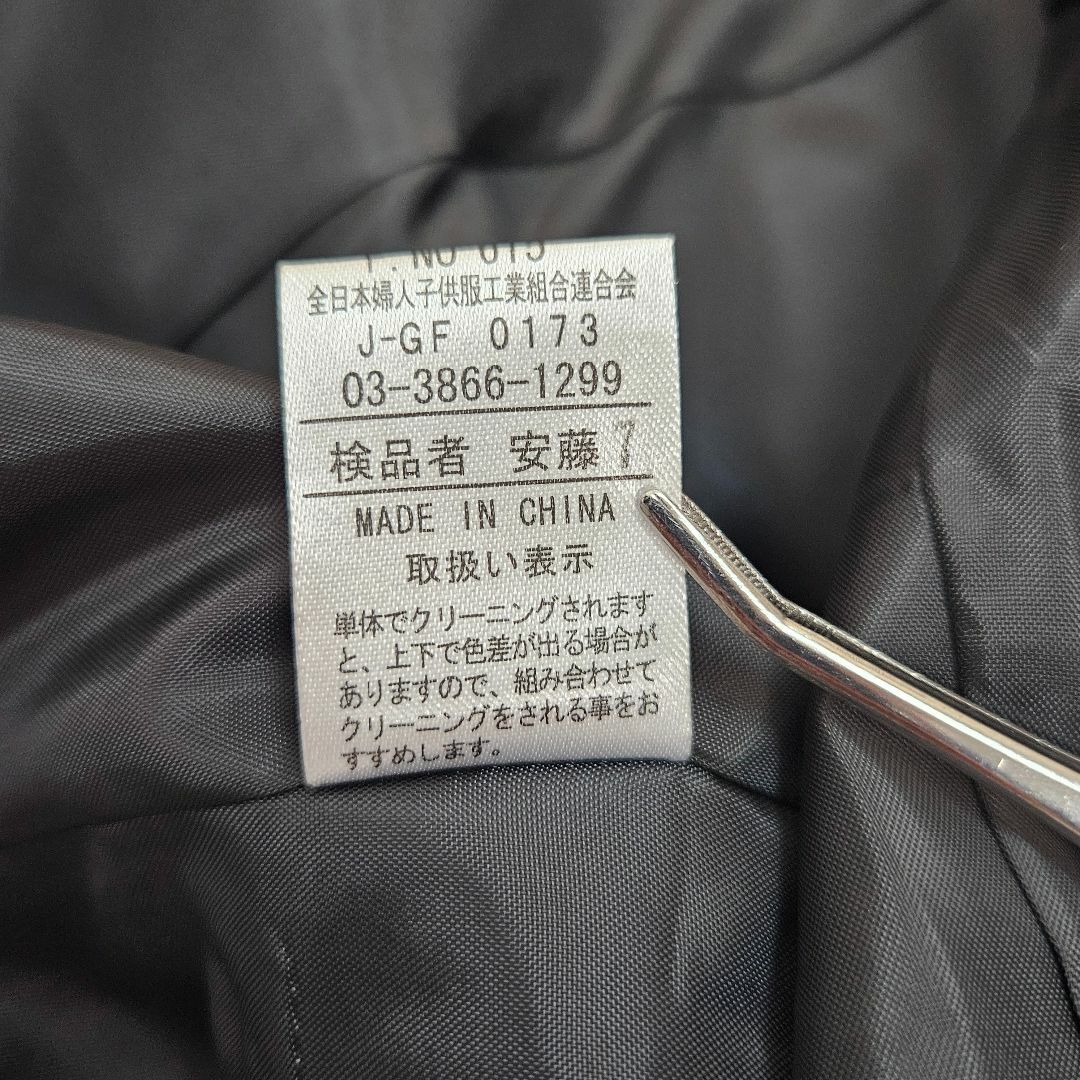 全日本婦人子供服工業組合連合会
J-GF 0173
03-3866-1299
検品者 安藤7
MADE IN CHINA
取扱い表示
単体でクリーニングされます
と、上下で色差が出る場合が
ありますので、組み合わせて
クリーニングをされる事をお
すすめします。